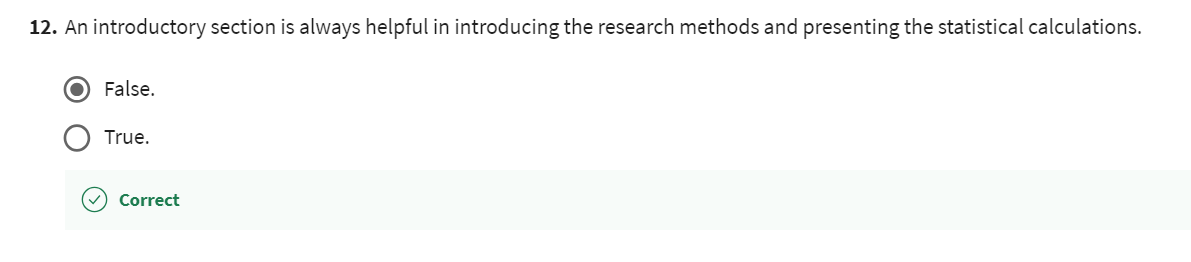 12. An introductory section is always helpful in introducing the research methods and presenting the statistical calculations.
False.
True.
Correct